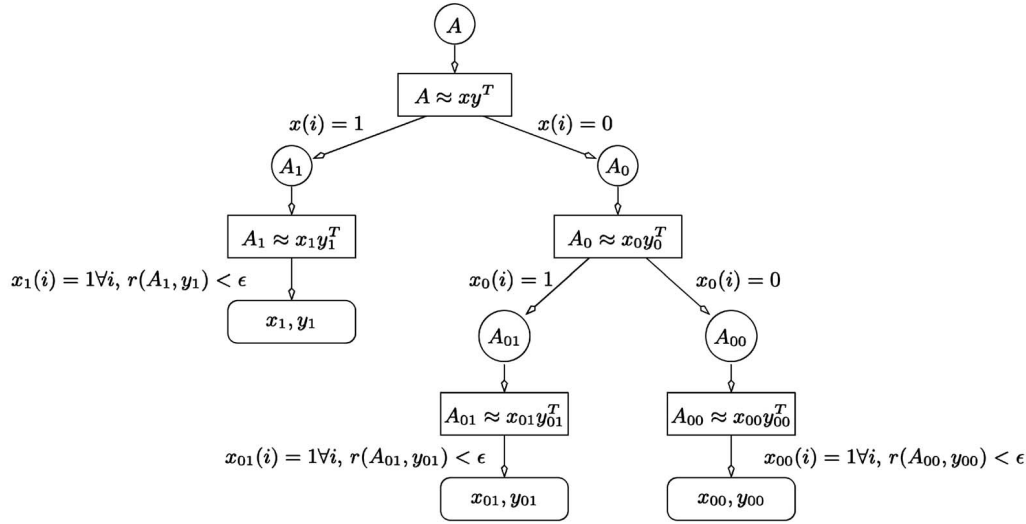 A
A ≈ xy^T
x(i) = 1
x(i) = 0
A_1
A_0
A_1 ≈ x_1y_1^T
A_0 ≈ x_0y_0^T
x_1(i) = 1∀i, r(A_1, y_1) < ϵ
x_0(i) = 1
x_0(i) = 0
x_1, y_1
A_01
A_00
A_01 ≈ x_01y_01^T
A_00 ≈ x_00y_00^T
x_01(i) = 1∀i, r(A_01, y_01) < ϵ
x_00(i) = 1∀i, r(A_00, y_00) < ϵ
x_01, y_01
x_00, y_00